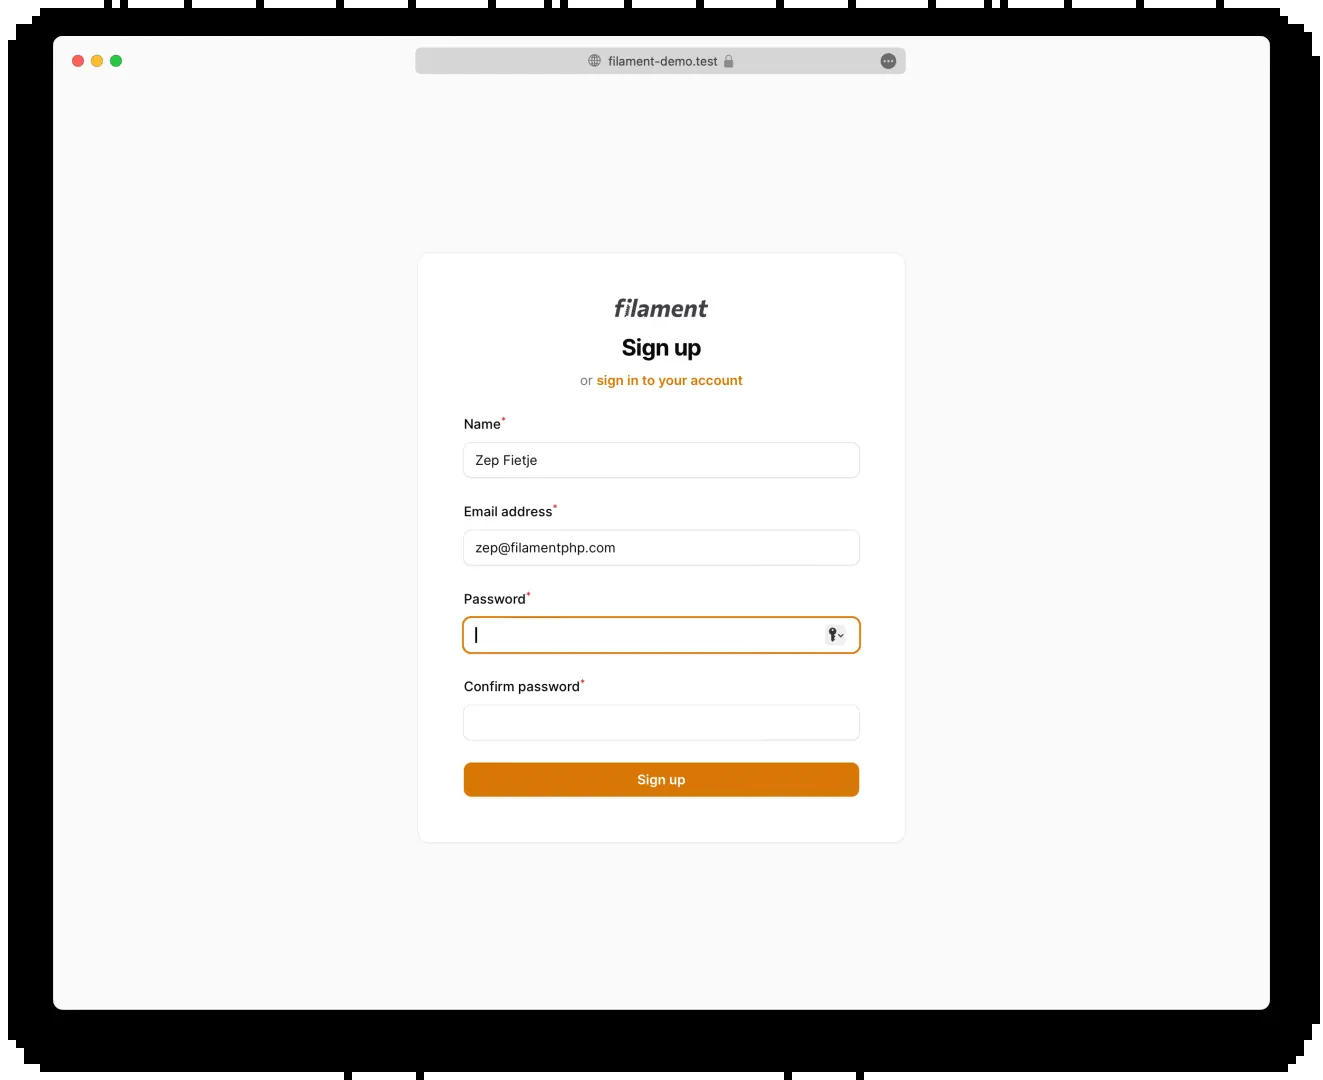 filament-demo.test
filament
Sign up
or sign in to your account
Name*
Zep Fietje
Email address*
zep@filamentphp.com
Password*
Confirm password*
Sign up